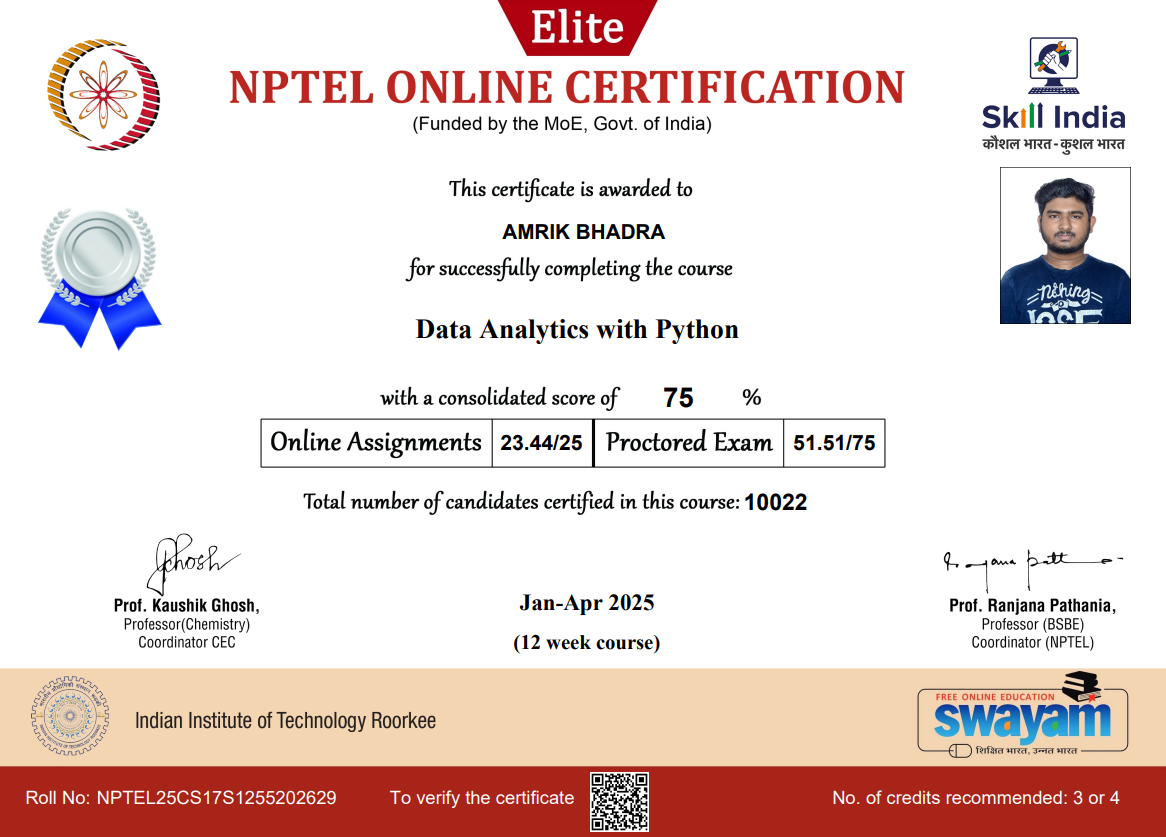 Elite
NPTEL ONLINE CERTIFICATION
(Funded by the MoE, Govt. of India)
Skill India
कौशल भारत - कुशल भारत
This certificate is awarded to
AMRIK BHADRA
for successfully completing the course
Data Analytics with Python
with a consolidated score of 75 %
Online Assignments 23.44/25 Proctored Exam 51.51/75
Total number of candidates certified in this course: 10022
Prof. Kaushik Ghosh,
Professor(Chemistry)
Coordinator CEC
Jan-Apr 2025
(12 week course)
Prof. Ranjana Pathania,
Professor (BSBE)
Coordinator (NPTEL)
Indian Institute of Technology Roorkee
FREE ONLINE EDUCATION
swayam
शिक्षित भारत, उन्नत भारत
Roll No: NPTEL25CS17S1255202629
To verify the certificate
No. of credits recommended: 3 or 4